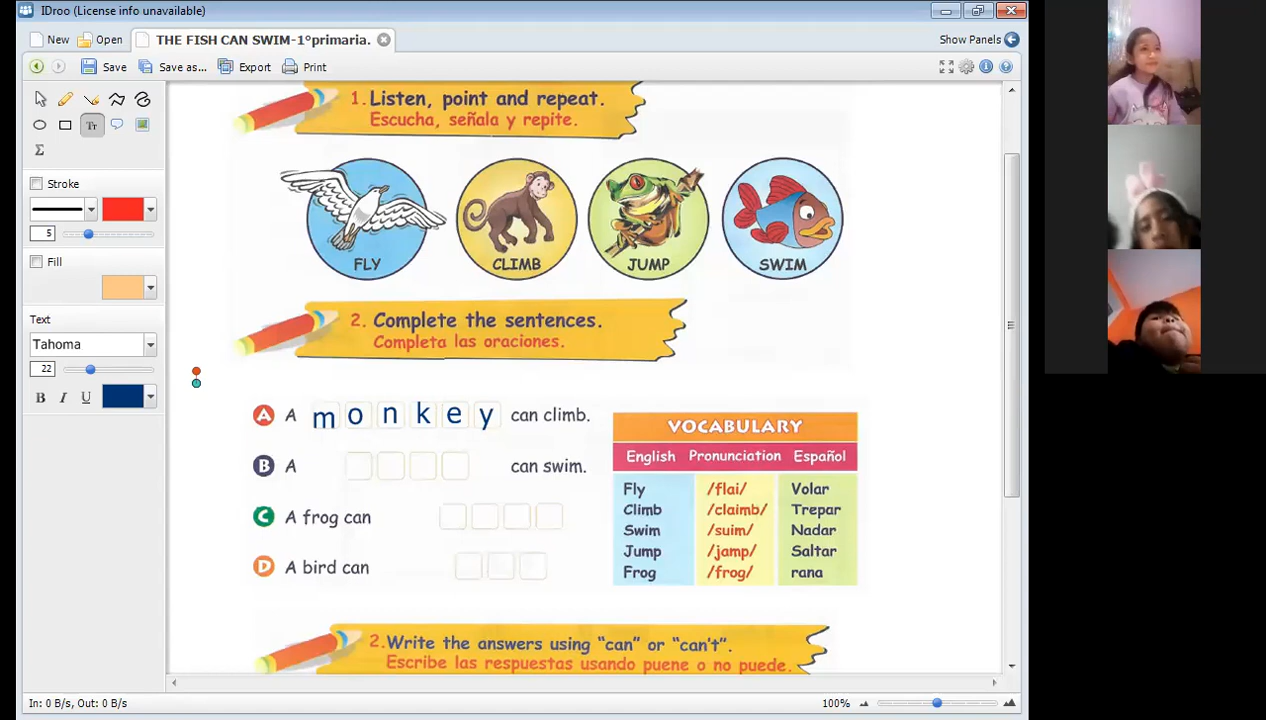 IDroo (License info unavailable)
New Open THE FISH CAN SWIM-1°primaria. Show Panels
Save Save as... Export Print
Tr
Σ
Stroke
5
Fill
Text
Tahoma
22
B I U
1. Listen, point and repeat.
Escucha, señala y repite.
FLY CLIMB JUMP SWIM
2. Complete the sentences.
Completa las oraciones.
A A monkey can climb.
B A can swim.
C A frog can
D A bird can
VOCABULARY
English Pronunciation Español
Fly /flai/ Volar
Climb /claimb/ Trepar
Swim /suim/ Nadar
Jump /jamp/ Saltar
Frog /frog/ rana
2. Write the answers using "can" or "can't".
Escribe las respuestas usando puene o no puede.
In: 0 B/s, Out: 0 B/s 100%